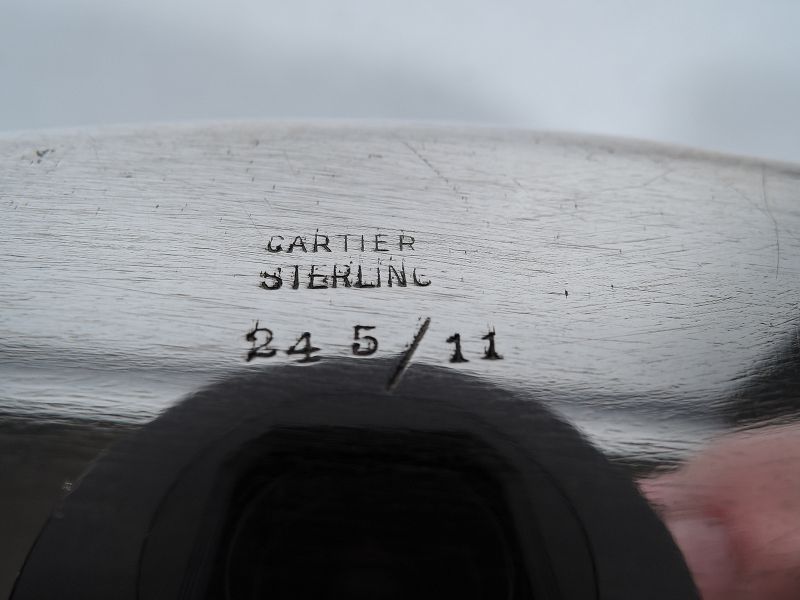 CARTIER
STERLING
245/11